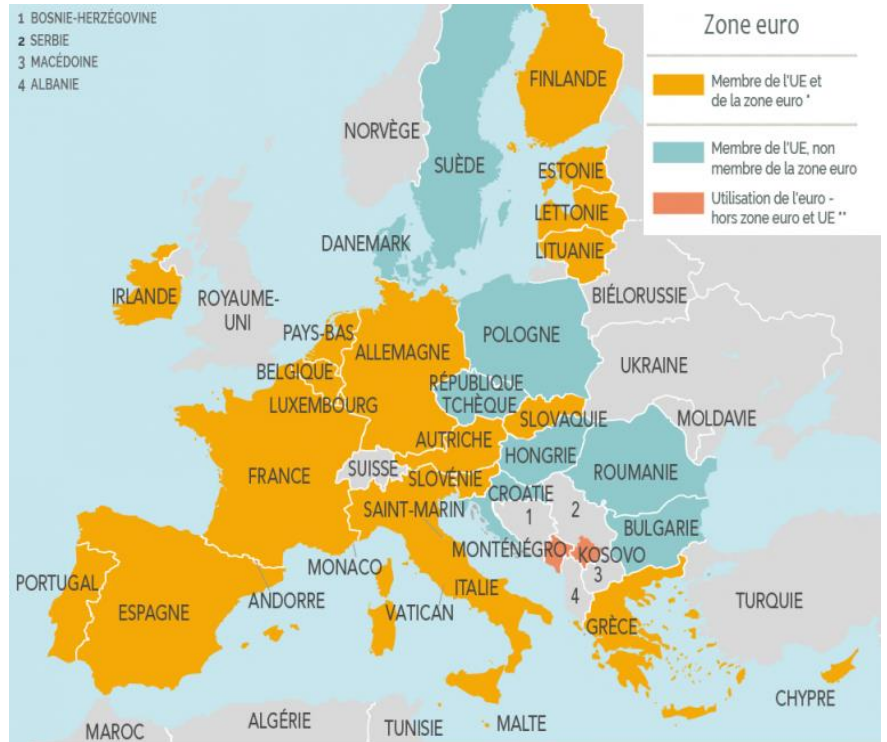 1 BOSNIE-HERZÉGOVINE
2 SERBIE
3 MACÉDOINE
4 ALBANIE
Zone euro
Membre de l'UE et
de la zone euro *
Membre de l'UE, non
membre de la zone euro
Utilisation de l'euro -
hors zone euro et UE **
FINLANDE
NORVÈGE
SUÈDE
ESTONIE
LETTONIE
LITUANIE
DANEMARK
IRLANDE
ROYAUME-
UNI
BIÉLORUSSIE
PAYS-BAS
ALLEMAGNE
POLOGNE
UKRAINE
BELGIQUE
LUXEMBOURG
RÉPUBLIQUE
TCHÈQUE
SLOVAQUIE
MOLDAVIE
AUTRICHE
HONGRIE
FRANCE
SUISSE
SLOVÉNIE
ROUMANIE
CROATIE
SAINT-MARIN
1
2
BULGARIE
MONTÉNÉGRO
KOSOVO
MONACO
3
PORTUGAL
ESPAGNE
ANDORRE
ITALIE
VATICAN
4
GRÈCE
TURQUIE
CHYPRE
MAROC
ALGÉRIE
TUNISIE
MALTE